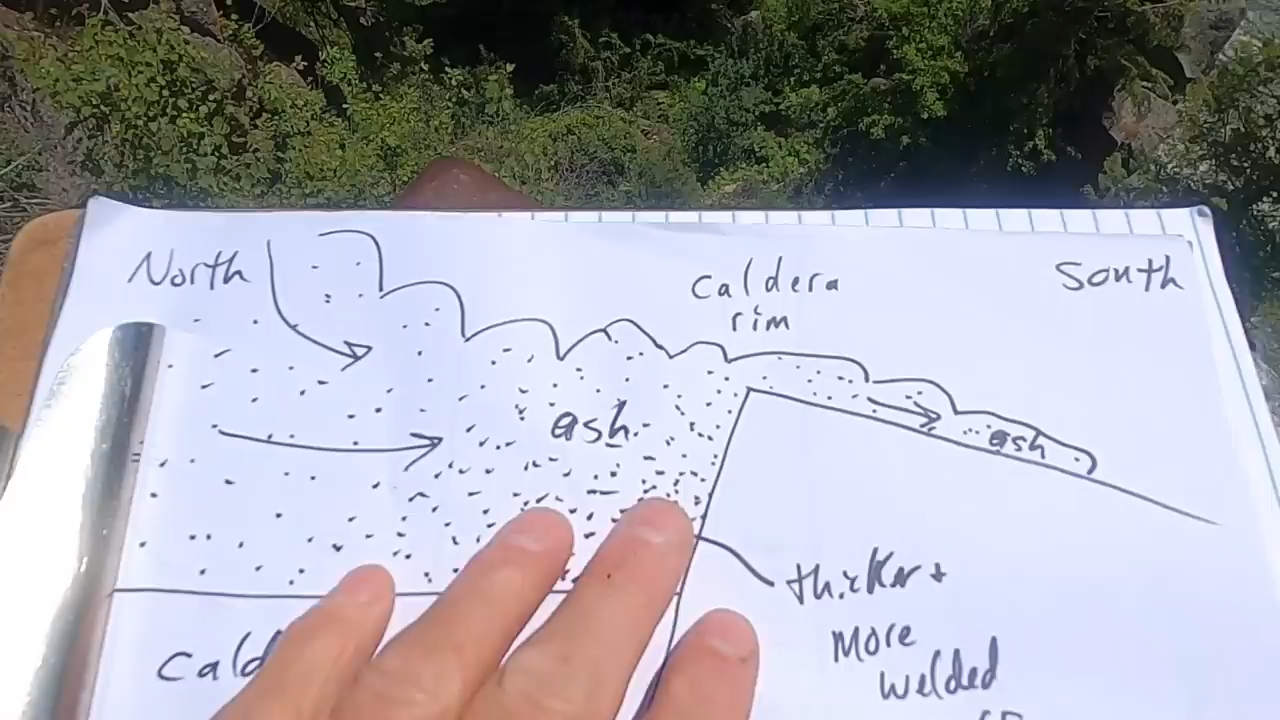 North
caldera
rim
South
ash
ash
thicker +
More
welded